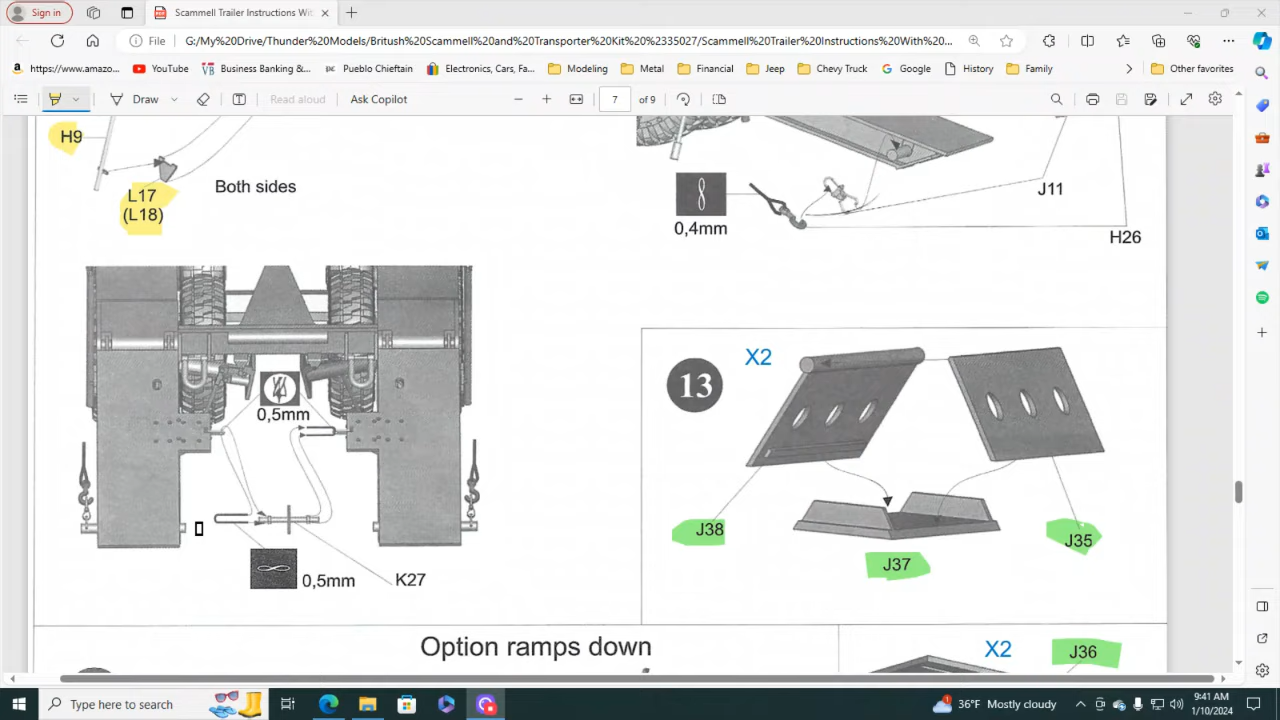 Sign in
Scammell Trailer Instructions Wit
File
G:/My%20Drive/Thunder%20Models/Britush%20Scammell%20and%20Transporter%20Kit%20%2335027/Scammell%20Trailer%20Instructions%20With%20...
https://www.amazo...
YouTube
Business Banking &...
Pueblo Chieftain
Electronics, Cars, Fa...
Modeling
Metal
Financial
Jeep
Chevy Truck
Google
History
Family
Other favorites
Draw
Read aloud
Ask Copilot
7
of 9
H9
L17
(L18)
Both sides
0,4mm
J11
H26
0,5mm
0,5mm
K27
13
X2
J38
J37
J35
Option ramps down
X2
J36
Type here to search
36°F Mostly cloudy
9:41 AM
1/10/2024